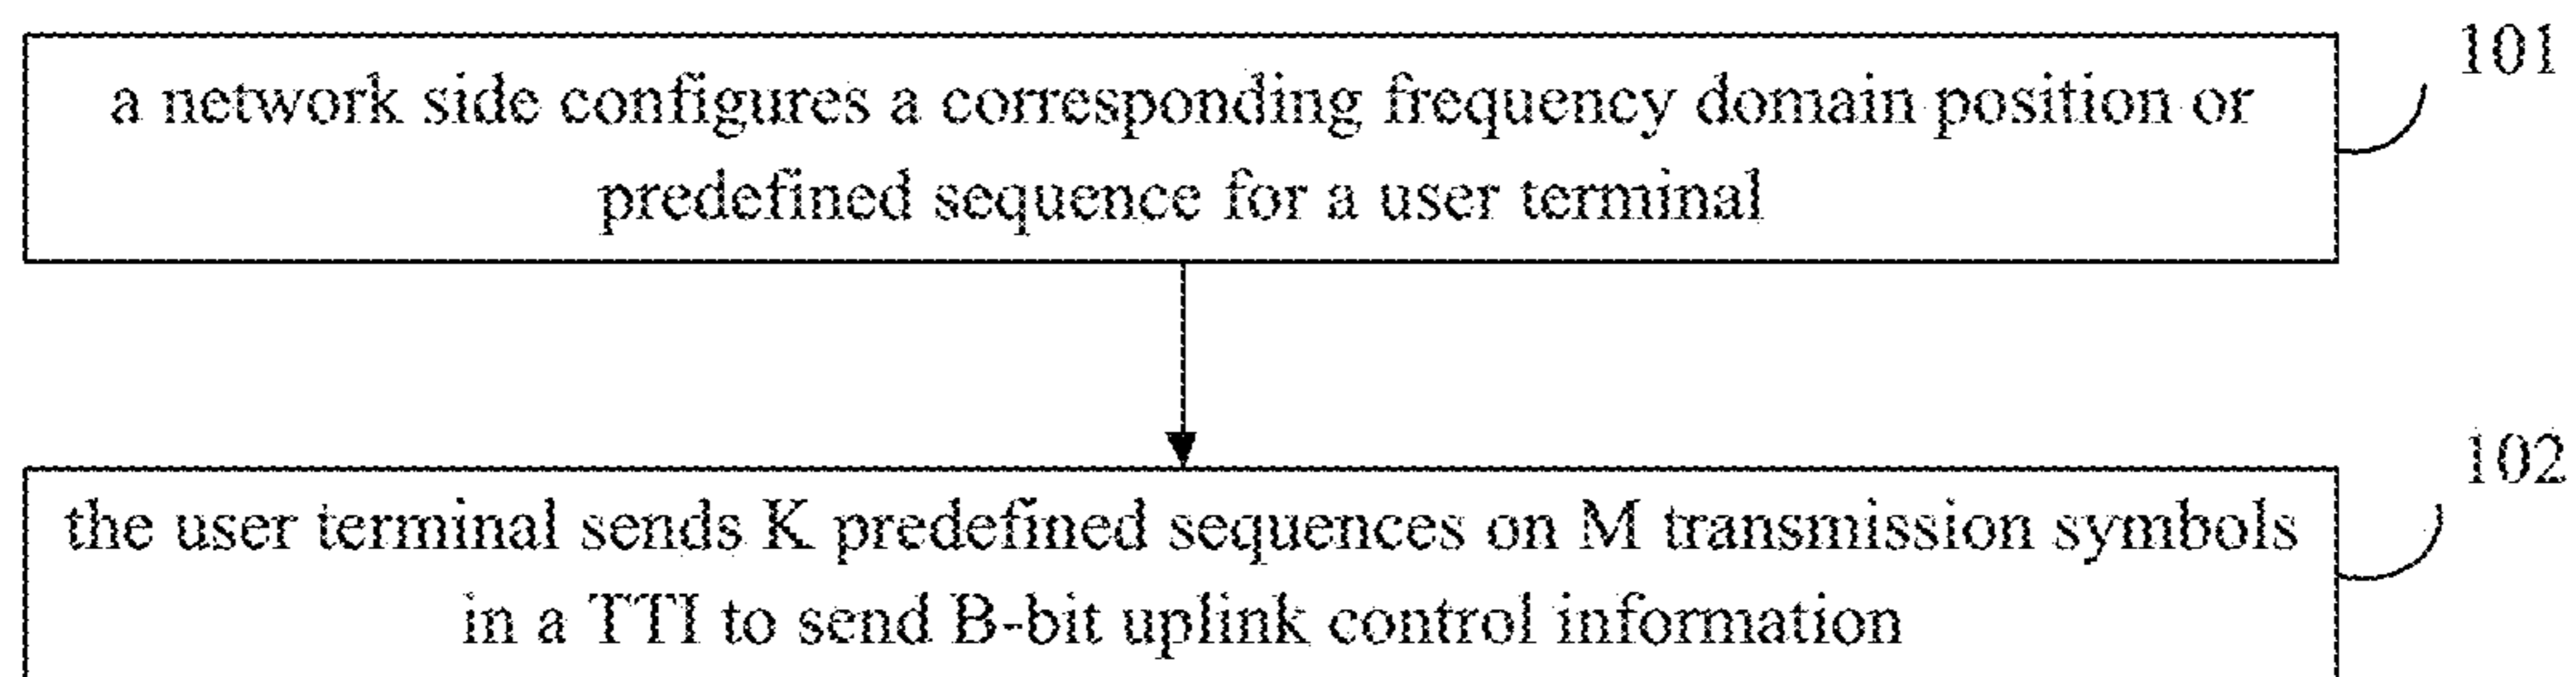 101
a network side configures a corresponding frequency domain position or
predefined sequence for a user terminal
102
the user terminal sends K predefined sequences on M transmission symbols
in a TTI to send B-bit uplink control information